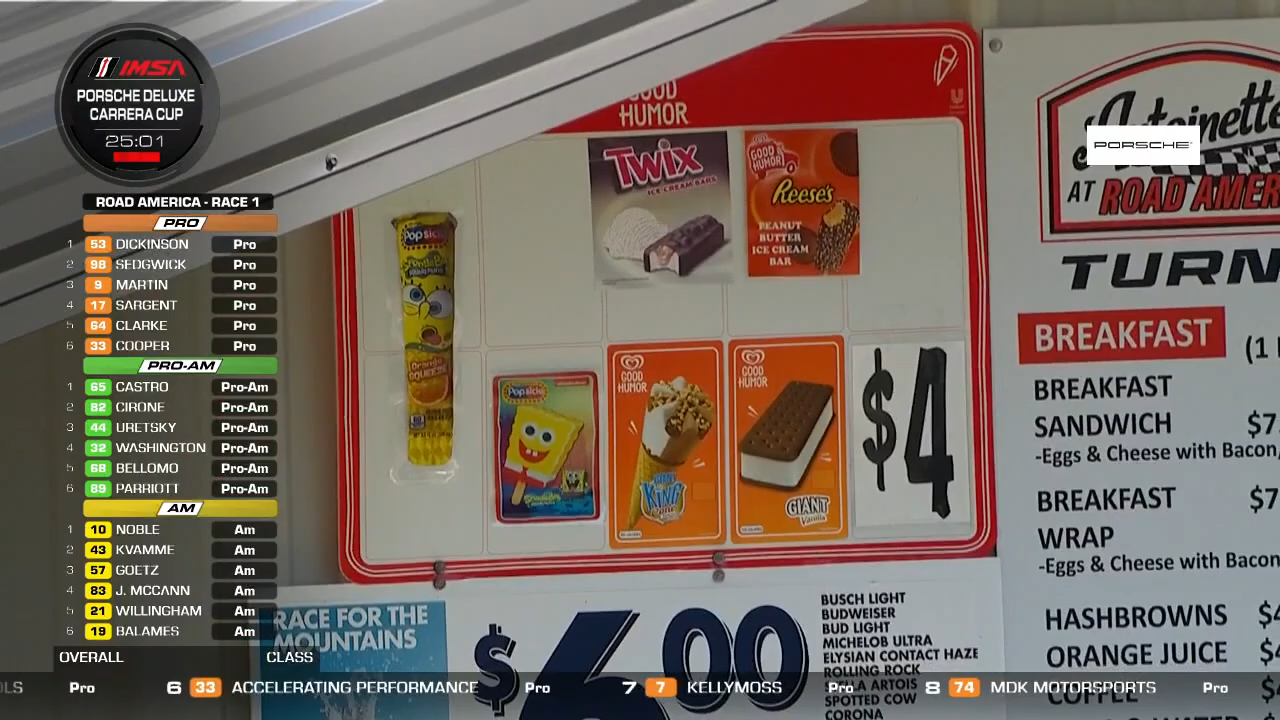 IMSA
PORSCHE DELUXE
CARRERA CUP
25:01
ROAD AMERICA - RACE 1
PRO
1 53 DICKINSON Pro
2 98 SEDGWICK Pro
3 9 MARTIN Pro
4 17 SARGENT Pro
5 64 CLARKE Pro
6 33 COOPER Pro
PRO-AM
1 65 CASTRO Pro-Am
2 82 CIRONE Pro-Am
3 44 URETSKY Pro-Am
4 32 WASHINGTON Pro-Am
5 68 BELLOMO Pro-Am
6 89 PARRIOTT Pro-Am
AM
1 10 NOBLE Am
2 43 KVAMME Am
3 57 GOETZ Am
4 83 J. MCCANN Am
5 21 WILLINGHAM Am
6 19 BALAMES Am
OVERALL CLASS
OLS Pro 6 33 ACCELERATING PERFORMANCE Pro 7 7 KELLYMOSS Pro 8 74 MDK MOTORSPORTS Pro
HUMOR
TWIX
ICE CREAM BARS
GOOD
HUMOR
Reese's
PEANUT
BUTTER
ICE CREAM
BAR
Popsicle
Orange
Popsicle
GOOD
HUMOR
KING
GOOD
HUMOR
GIANT
Vanilla
$4
RACE FOR THE
MOUNTAINS
$6.00
BUSCH LIGHT
BUDWEISER
BUD LIGHT
MICHELOB ULTRA
ELYSIAN CONTACT HAZE
ROLLING ROCK
ARTOIS
SPOTTED COW
CORONA
Antoinette
PORSCHE
AT ROAD AMER
TURN
BREAKFAST (1
BREAKFAST
SANDWICH $7
-Eggs & Cheese with Bacon,
BREAKFAST $7
WRAP
-Eggs & Cheese with Bacon
HASHBROWNS $4
ORANGE JUICE $4
COFFEE